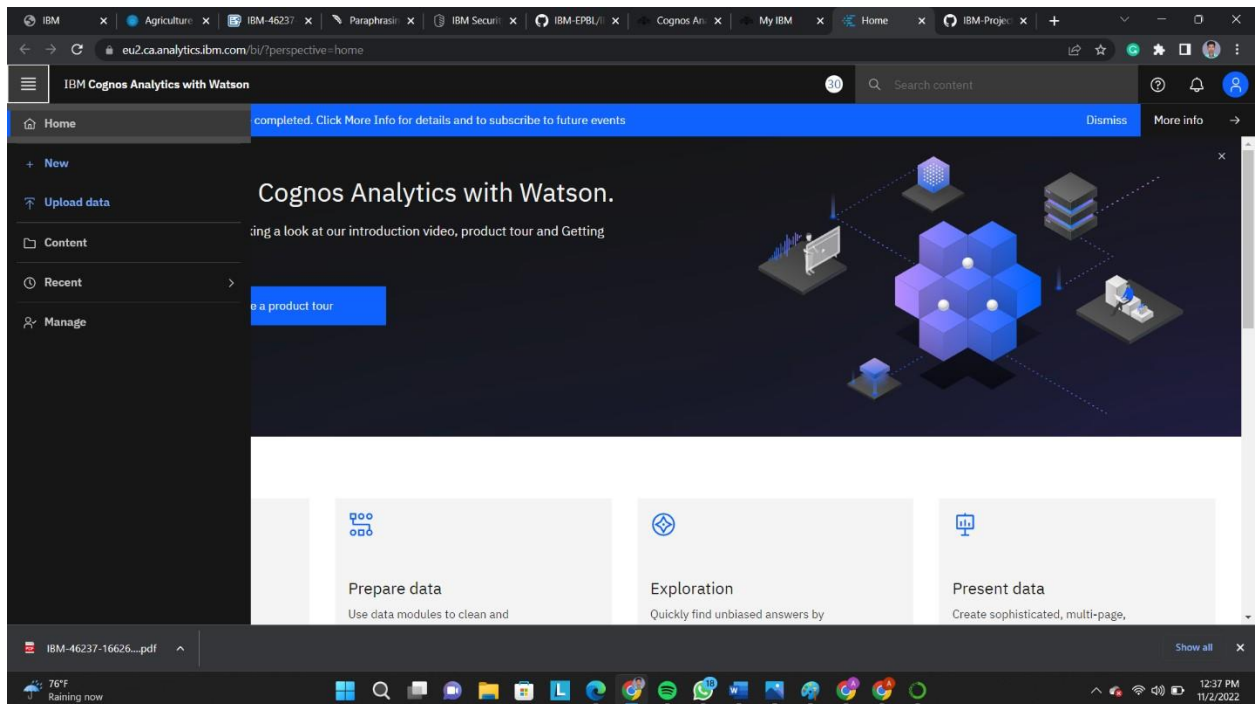 IBM
Agriculture
IBM-46237
Paraphrasin
IBM Securit
IBM-EPBL/I
Cognos An
My IBM
Home
IBM-Projec
eu2.ca.analytics.ibm.com/bi/?perspective=home
IBM Cognos Analytics with Watson
30
Search content
Home
completed. Click More Info for details and to subscribe to future events
Dismiss
More info
New
Upload data
Content
Recent
Manage
Cognos Analytics with Watson.
king a look at our introduction video, product tour and Getting
e a product tour
Prepare data
Use data modules to clean and
Exploration
Quickly find unbiased answers by
Present data
Create sophisticated, multi-page,
IBM-46237-16626....pdf
Show all
76°F
Raining now
18
12:37 PM
11/2/2022